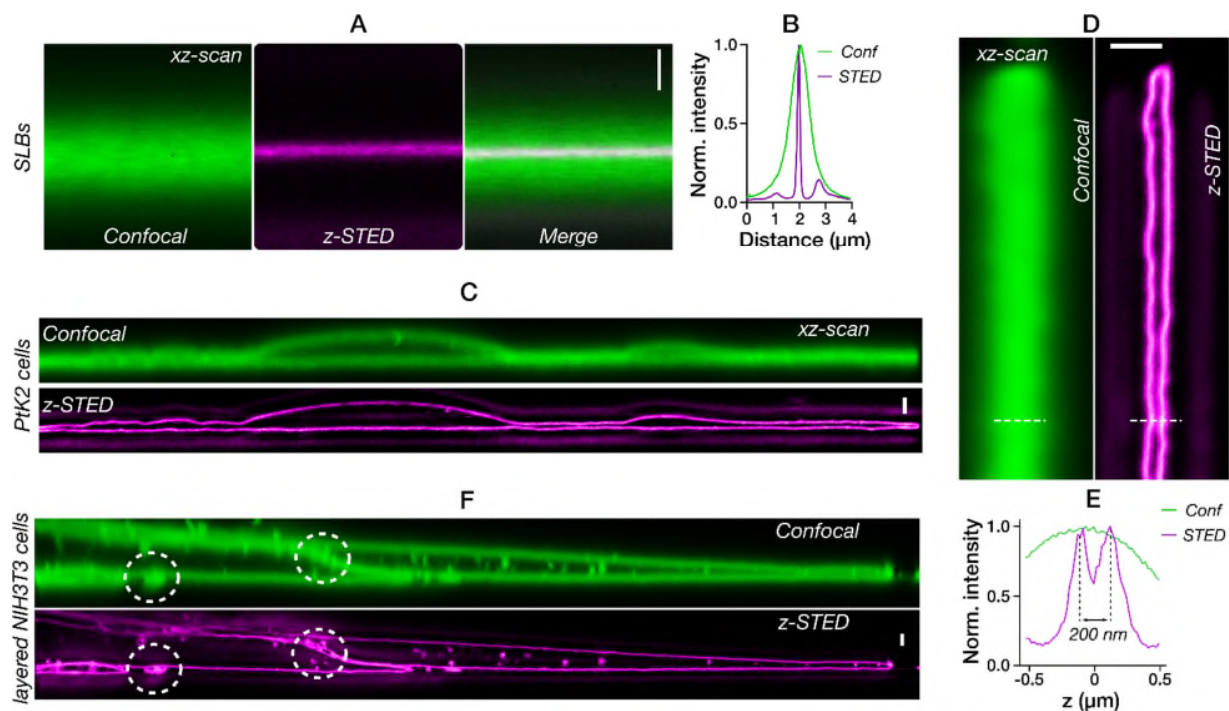 A
xz-scan
SLBs
Confocal
z-STED
Merge
B
Norm. intensity
1.0
0.5
0.0
0 1 2 3 4
Distance (μm)
Conf
STED
C
PtK2 cells
Confocal
xz-scan
z-STED
D
xz-scan
Confocal
z-STED
E
Norm. intensity
1.0
0.5
0.0
-0.5 0 0.5
z (μm)
200 nm
Conf
STED
F
layered NIH3T3 cells
Confocal
z-STED